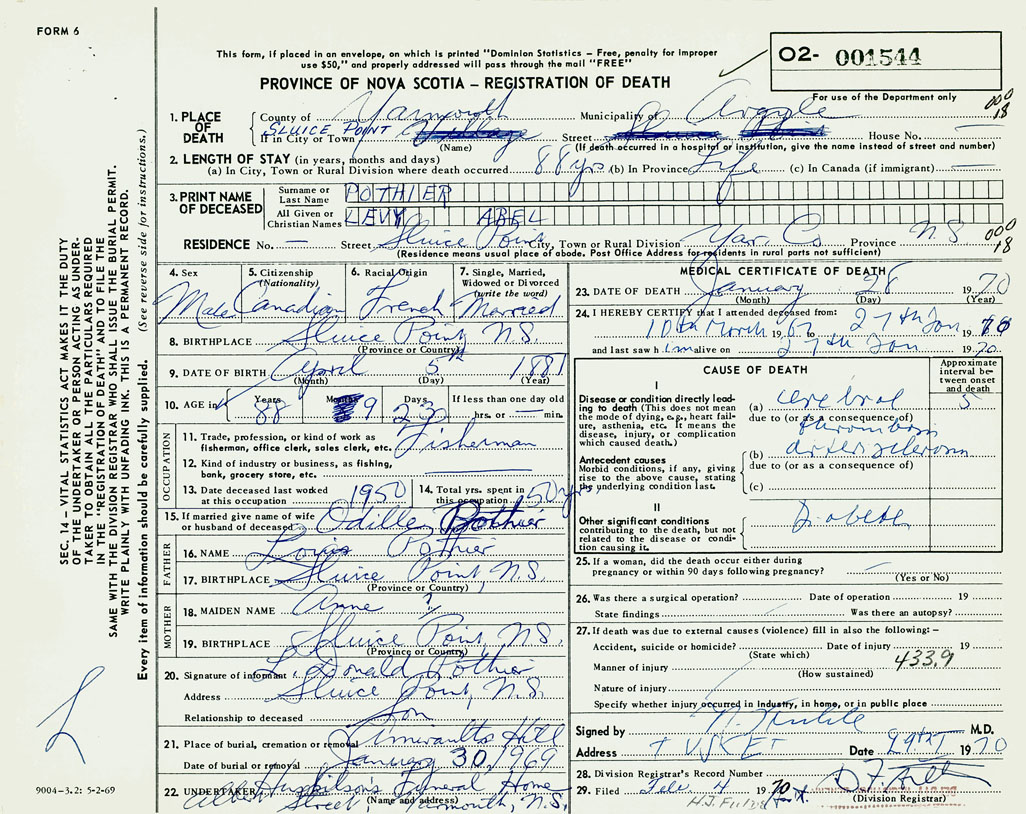 FORM 6
This form, if placed in an envelope, on which is printed "Dominion Statistics – Free, penalty for improper
use $50," and properly addressed will pass through the mail "FREE"
O2- 001544
PROVINCE OF NOVA SCOTIA – REGISTRATION OF DEATH
For use of the Department only
000
18
1. PLACE OF DEATH
County of Yarmouth Municipality of Argyle
If in City or Town SLUICE POINT Street House No. —
(Name) (If death occurred in a hospital or institution, give the name instead of street and number)
2. LENGTH OF STAY (in years, months and days)
(a) In City, Town or Rural Division where death occurred 88 yrs (b) In Province Life (c) In Canada (if immigrant) —
3. PRINT NAME OF DECEASED
Surname or Last Name POTHIER
All Given or Christian Names LEVY ABEL
RESIDENCE No. — Street Sluice Point City, Town or Rural Division Yar. Co Province N S
000
18
(Residence means usual place of abode. Post Office Address for residents in rural parts not sufficient)
4. Sex Male
5. Citizenship (Nationality) Canadian
6. Racial Origin French
7. Single, Married, Widowed or Divorced (write the word) Married
8. BIRTHPLACE Sluice Point N.S.
(Province or Country)
9. DATE OF BIRTH April 5th 1881
(Month) (Day) (Year)
10. AGE in Years 88 Months 9 Days 23 If less than one day old
hrs. or — min.
OCCUPATION
11. Trade, profession, or kind of work as fisherman, office clerk, sales clerk, etc. Fisherman
12. Kind of industry or business, as fishing, bank, grocery store, etc.
13. Date deceased last worked at this occupation 1950
14. Total yrs. spent in this occupation 50 yrs.
15. If married give name of wife or husband of deceased Odille Pothier
FATHER
16. NAME Louis Pothier
17. BIRTHPLACE Sluice Point, N.S.
(Province or Country)
MOTHER
18. MAIDEN NAME Anne ?
19. BIRTHPLACE Sluice Point, N.S.
(Province or Country)
20. Signature of informant L. Donald Pothier
Address Sluice Point, N.S.
Relationship to deceased Son
21. Place of burial, cremation or removal Amiraults Hill
Date of burial or removal January 30/1969
22. UNDERTAKER Huskilson's Funeral Home
Albert Street, Yarmouth, N.S.
(Name and address)
MEDICAL CERTIFICATE OF DEATH
23. DATE OF DEATH January 28 1970
(Month) (Day) (Year)
24. I HEREBY CERTIFY that I attended deceased from:
10th March 1967 to 27th Jan 1970
and last saw him alive on 27th Jan 1970
CAUSE OF DEATH
Approximate interval between onset and death
I
Disease or condition directly leading to death (This does not mean the mode of dying, e.g., heart failure, asthenia, etc. It means the disease, injury, or complication which caused death.)
(a) cerebral 5
due to (or as a consequence of)
thrombosis
Antecedent causes
Morbid conditions, if any, giving rise to the above cause, stating the underlying condition last.
(b) arteriosclerosis
due to (or as a consequence of)
(c)
II
Other significant conditions contributing to the death, but not related to the disease or condition causing it.
Diabetes
25. If a woman, did the death occur either during pregnancy or within 90 days following pregnancy? —
(Yes or No)
26. Was there a surgical operation? Date of operation 19
State findings Was there an autopsy?
27. If death was due to external causes (violence) fill in also the following:–
Accident, suicide or homicide? Date of injury 19
(State which)
433.9
Manner of injury
(How sustained)
Nature of injury
Specify whether injury occurred in industry, in home, or in public place
Signed by M.D.
Address TUSKET Date 29th 1970
28. Division Registrar's Record Number
29. Filed Feb 4 1970
(Division Registrar)
SEC. 14 – VITAL STATISTICS ACT MAKES IT THE DUTY
OF THE UNDERTAKER OR PERSON ACTING AS UNDER-
TAKER TO OBTAIN ALL THE PARTICULARS REQUIRED
IN THE "REGISTRATION OF DEATH" AND TO FILE THE
SAME WITH THE DIVISION REGISTRAR WHO SHALL ISSUE THE BURIAL PERMIT.
WRITE PLAINLY WITH UNFADING INK. THIS IS A PERMANENT RECORD.
Every item of information should be carefully supplied. (See reverse side for instructions.)
9004–3.2: 5-2-69